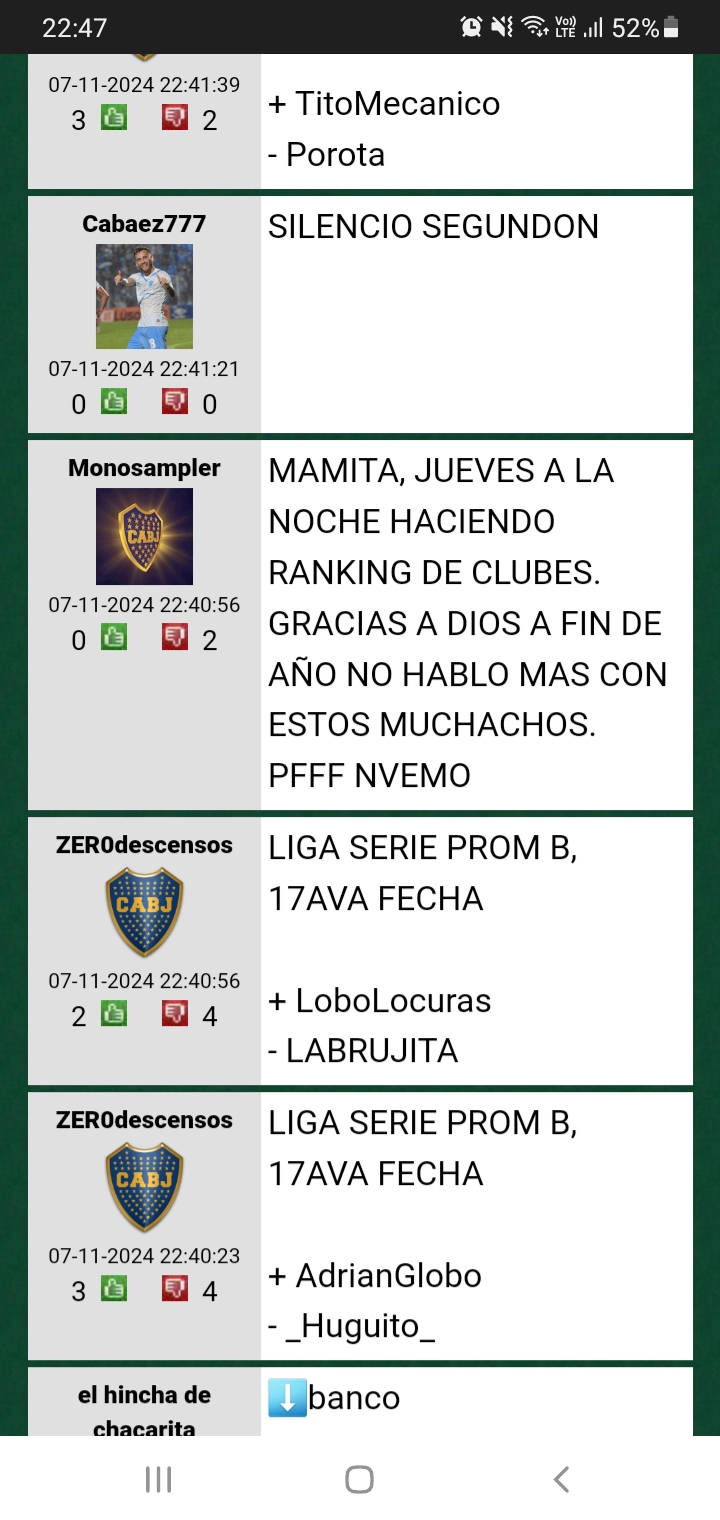 22:47
Vo))
LTE
52%
07-11-2024 22:41:39
3
2
+ TitoMecanico
- Porota
Cabaez777
LUSO
07-11-2024 22:41:21
0
0
SILENCIO SEGUNDON
Monosampler
CABJ
07-11-2024 22:40:56
0
2
MAMITA, JUEVES A LA
NOCHE HACIENDO
RANKING DE CLUBES.
GRACIAS A DIOS A FIN DE
AÑO NO HABLO MAS CON
ESTOS MUCHACHOS.
PFFF NVEMO
ZER0descensos
CABJ
07-11-2024 22:40:56
2
4
LIGA SERIE PROM B,
17AVA FECHA
+ LoboLocuras
- LABRUJITA
ZER0descensos
CABJ
07-11-2024 22:40:23
3
4
LIGA SERIE PROM B,
17AVA FECHA
+ AdrianGlobo
- _Huguito_
el hincha de
chacarita
⬇️banco